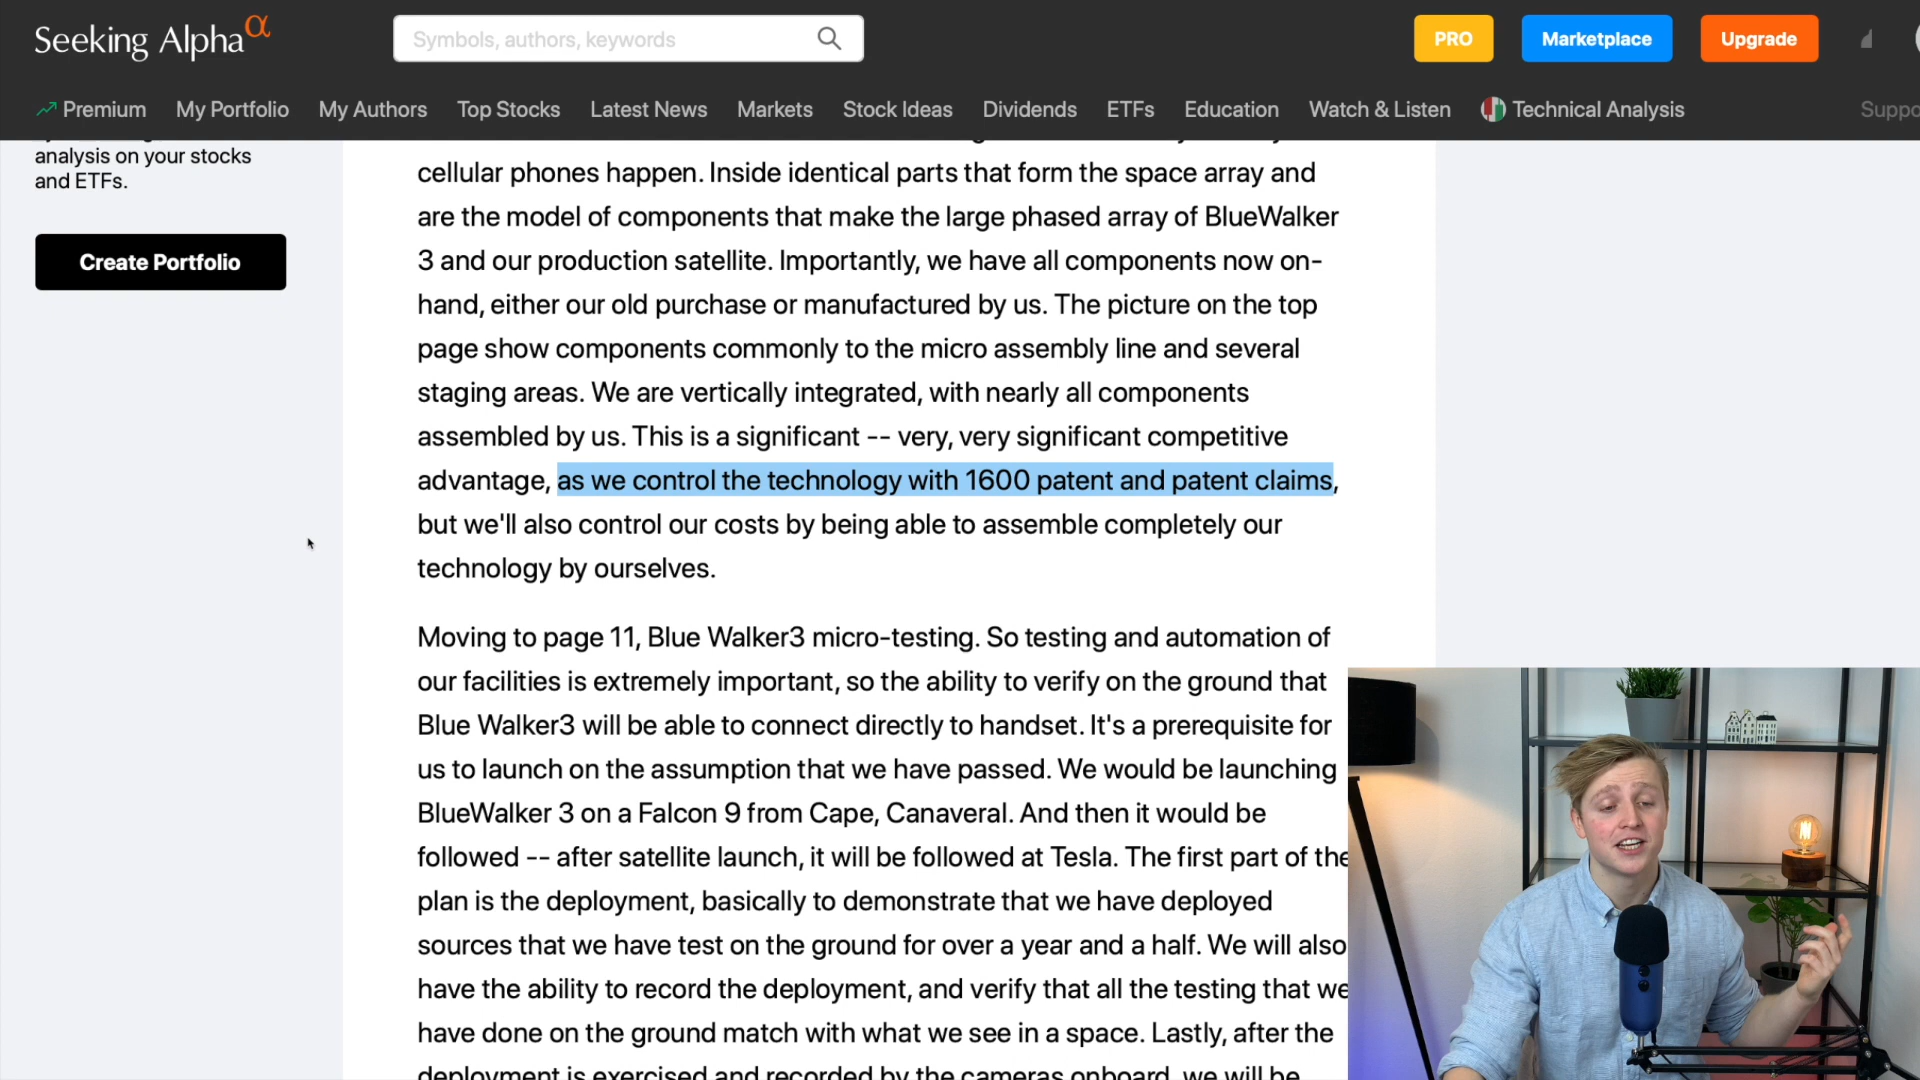 Seeking Alpha α
Symbols, authors, keywords
PRO
Marketplace
Upgrade
Premium
My Portfolio
My Authors
Top Stocks
Latest News
Markets
Stock Ideas
Dividends
ETFs
Education
Watch & Listen
Technical Analysis
Suppo
analysis on your stocks
and ETFs.
Create Portfolio
cellular phones happen. Inside identical parts that form the space array and
are the model of components that make the large phased array of BlueWalker
3 and our production satellite. Importantly, we have all components now on-
hand, either our old purchase or manufactured by us. The picture on the top
page show components commonly to the micro assembly line and several
staging areas. We are vertically integrated, with nearly all components
assembled by us. This is a significant -- very, very significant competitive
advantage, as we control the technology with 1600 patent and patent claims,
but we'll also control our costs by being able to assemble completely our
technology by ourselves.
Moving to page 11, Blue Walker3 micro-testing. So testing and automation of
our facilities is extremely important, so the ability to verify on the ground that
Blue Walker3 will be able to connect directly to handset. It's a prerequisite for
us to launch on the assumption that we have passed. We would be launching
BlueWalker 3 on a Falcon 9 from Cape, Canaveral. And then it would be
followed -- after satellite launch, it will be followed at Tesla. The first part of the
plan is the deployment, basically to demonstrate that we have deployed
sources that we have test on the ground for over a year and a half. We will also
have the ability to record the deployment, and verify that all the testing that we
have done on the ground match with what we see in a space. Lastly, after the
deployment is exercised and recorded by the cameras onboard, we will be